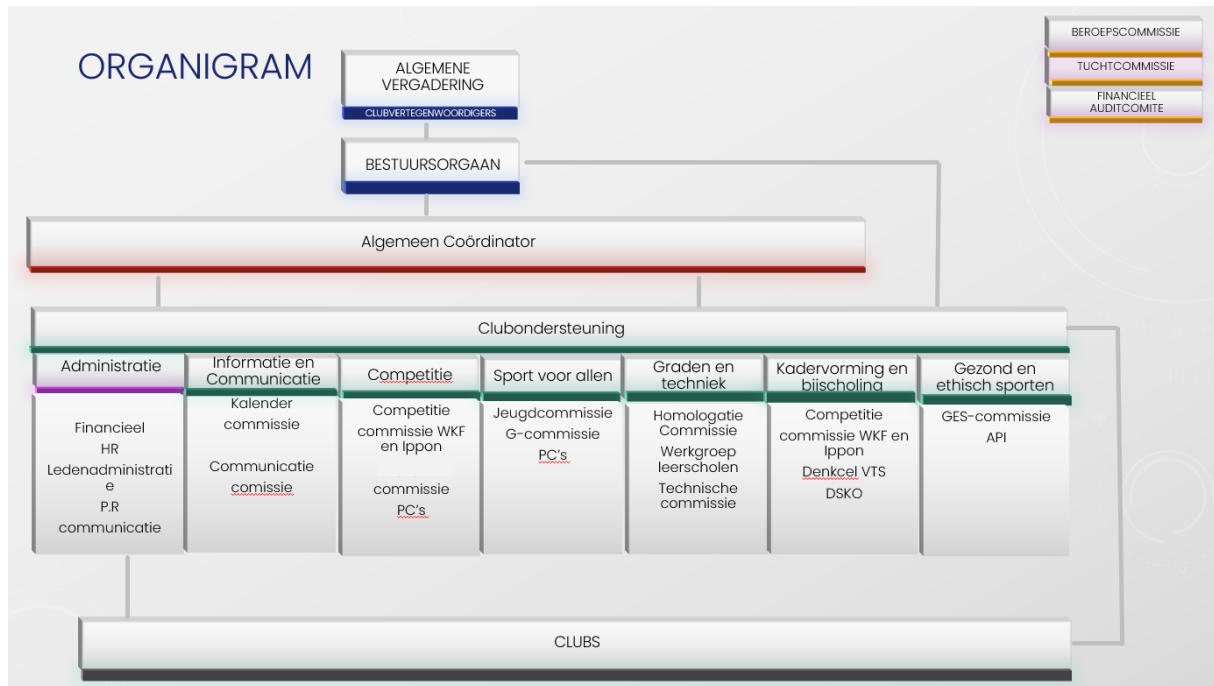 ORGANIGRAM
ALGEMENE
VERGADERING
CLUBVERTEGENWOORDIGERS
BEROEPSCOMMISSIE
TUCHTCOMMISSIE
FINANCIEEL
AUDITCOMITE
BESTUURSORGAAN
Algemeen Coördinator
Clubondersteuning
Administratie
Financieel
HR
Ledenadministrati
e
P.R
communicatie
Informatie en
Communicatie
Kalender
commissie
Communicatie
comissie
Competitie
Competitie
commissie WKF
en Ippon
commissie
PC's
Sport voor allen
Jeugdcommissie
G-commissie
PC's
Graden en
techniek
Homologatie
Commissie
Werkgroep
leerscholen
Technische
commissie
Kadervorming en
bijscholing
Competitie
commissie WKF en
Ippon
Denkcel VTS
DSKO
Gezond en
ethisch sporten
GES-commissie
API
CLUBS